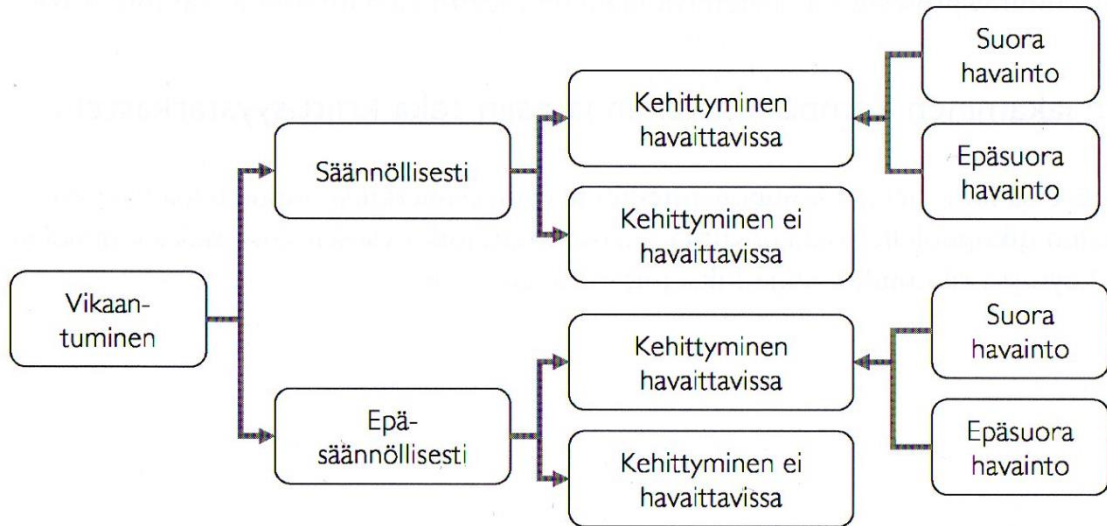 Vikaan-
tuminen
Säännöllisesti
Epä-
säännöllisesti
Kehittyminen
havaittavissa
Kehittyminen ei
havaittavissa
Kehittyminen
havaittavissa
Kehittyminen ei
havaittavissa
Suora
havainto
Epäsuora
havainto
Suora
havainto
Epäsuora
havainto